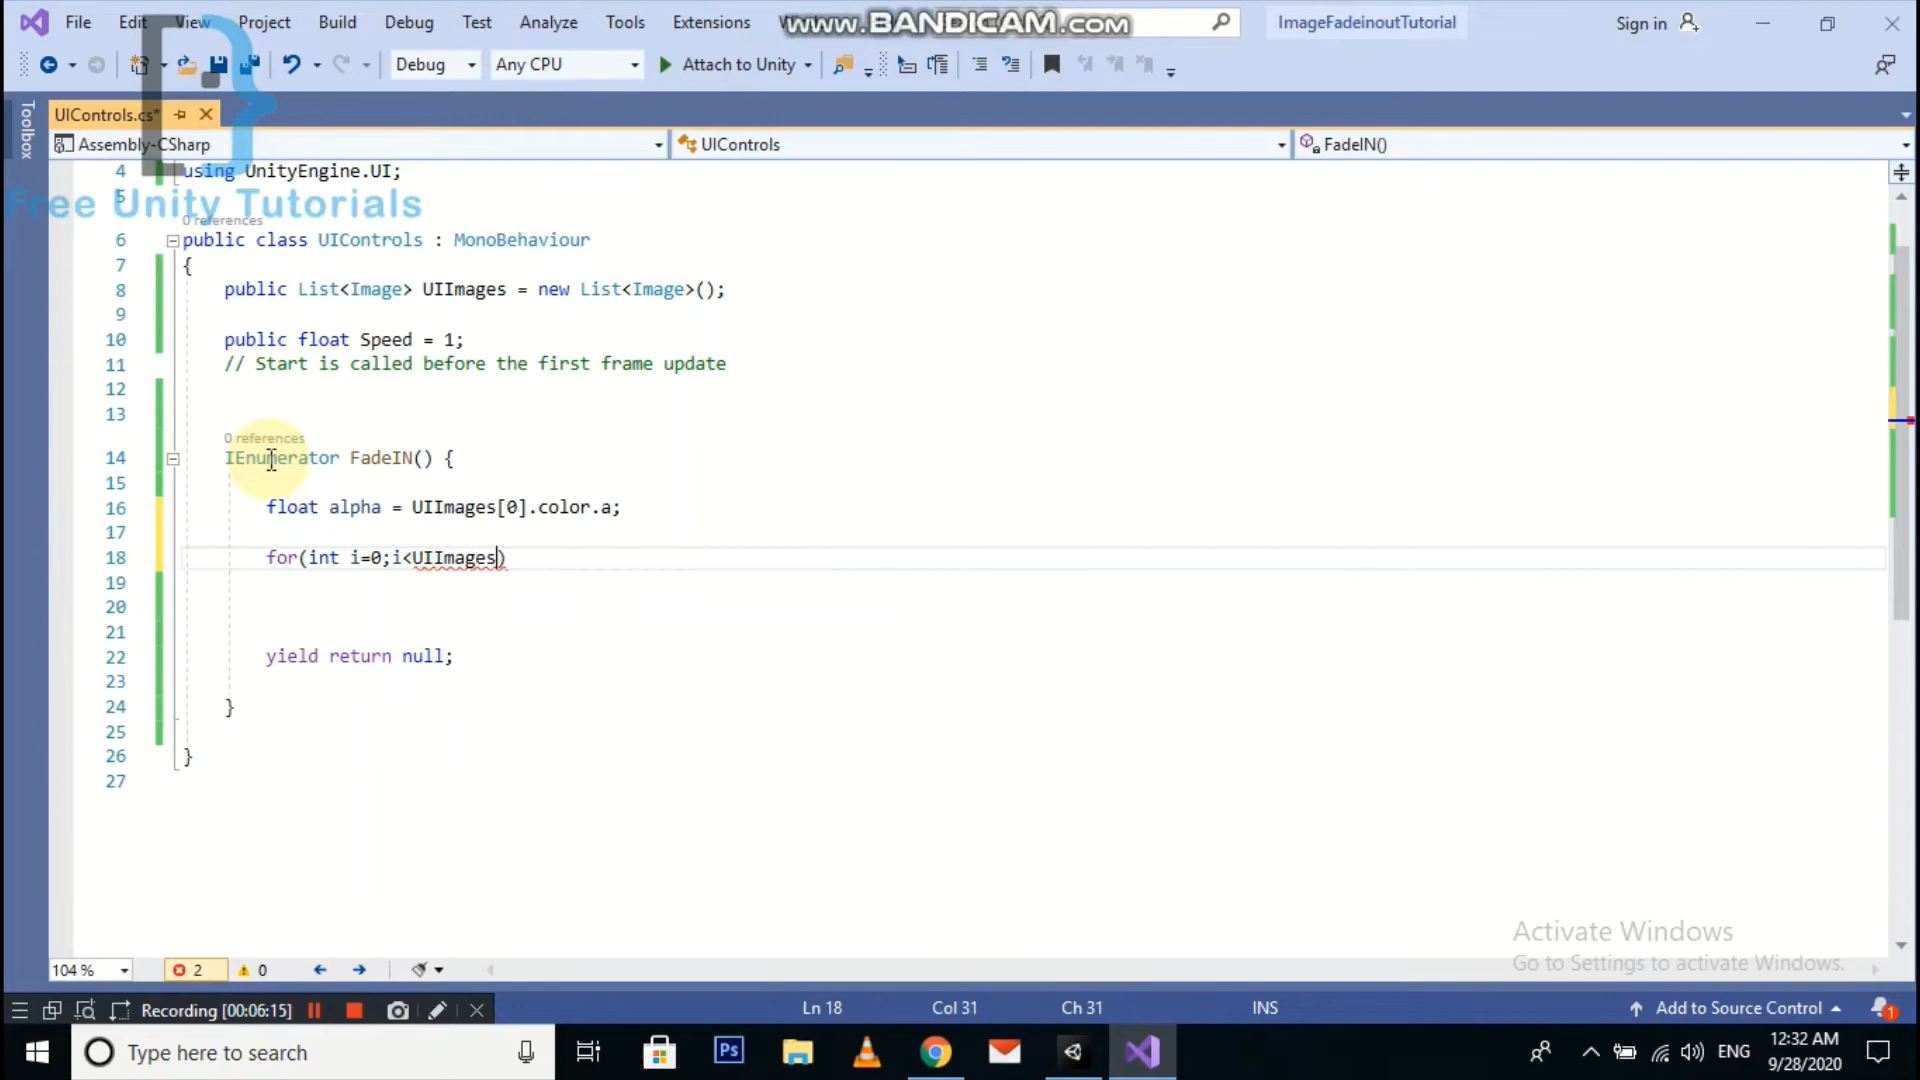 File Edit View Project Build Debug Test Analyze Tools Extensions www.BANDICAM.com ImageFadeinoutTutorial Sign in
Debug Any CPU Attach to Unity
Toolbox
UIControls.cs*
Assembly-CSharp UIControls FadeIN()
Free Unity Tutorials
4 using UnityEngine.UI;
5
0 references
6 public class UIControls : MonoBehaviour
7 {
8 public List<Image> UIImages = new List<Image>();
9
10 public float Speed = 1;
11 // Start is called before the first frame update
12
13
0 references
14 IEnumerator FadeIN() {
15
16 float alpha = UIImages[0].color.a;
17
18 for(int i=0;i<UIImages)
19
20
21
22 yield return null;
23
24 }
25
26 }
27
Activate Windows
Go to Settings to activate Windows.
104 % 2 0
Recording [00:06:15] Ln 18 Col 31 Ch 31 INS Add to Source Control 1
Type here to search Ps ENG 12:32 AM
9/28/2020